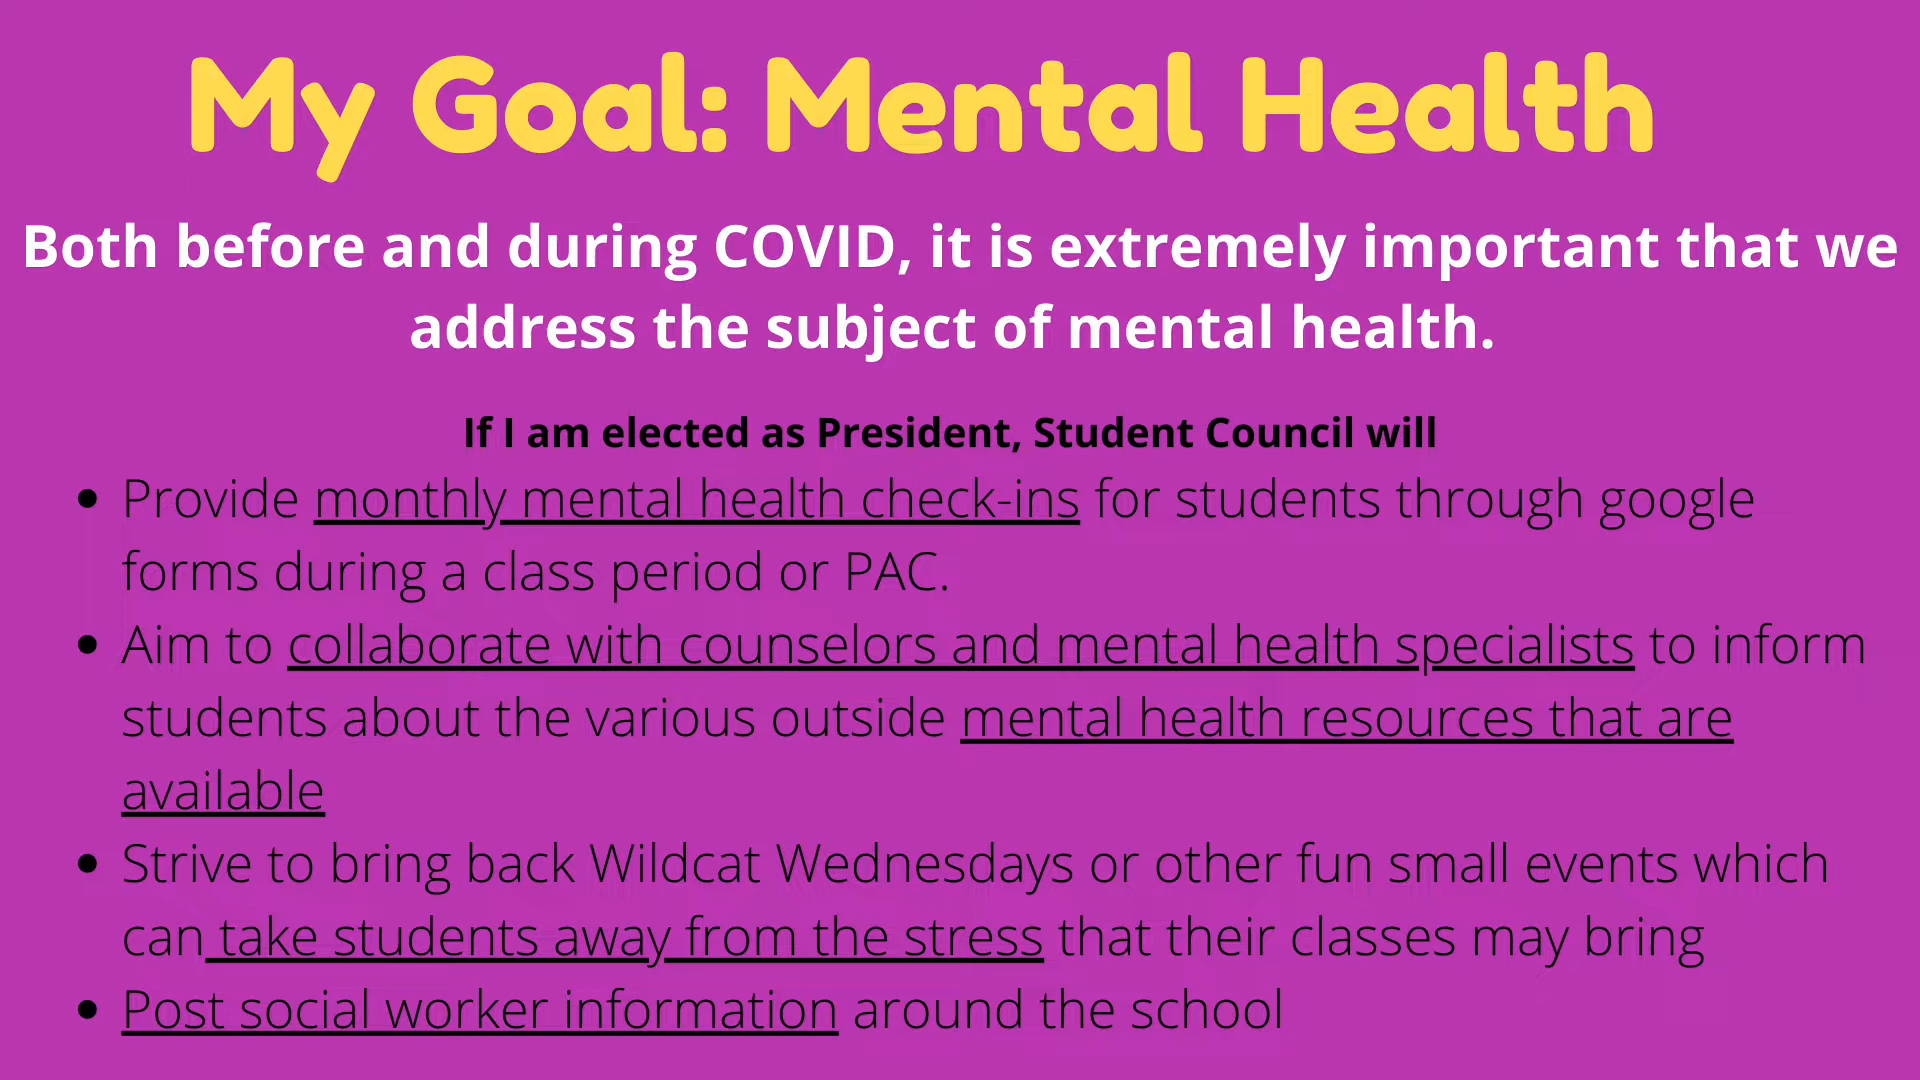 My Goal: Mental Health
Both before and during COVID, it is extremely important that we
address the subject of mental health.
If I am elected as President, Student Council will
• Provide monthly mental health check-ins for students through google
forms during a class period or PAC.
• Aim to collaborate with counselors and mental health specialists to inform
students about the various outside mental health resources that are
available
• Strive to bring back Wildcat Wednesdays or other fun small events which
can take students away from the stress that their classes may bring
• Post social worker information around the school